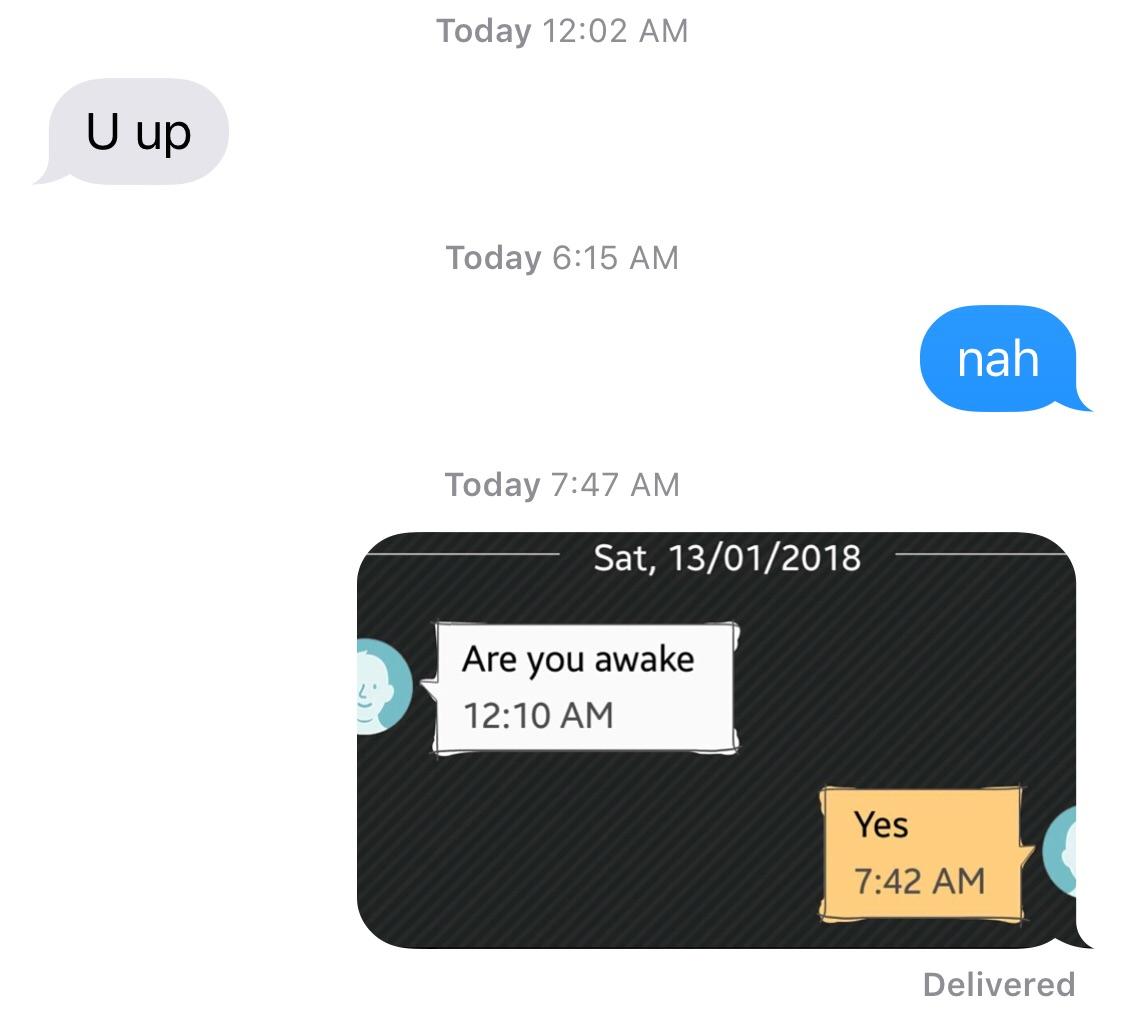 Today 12:02 AM
U up
Today 6:15 AM
nah
Today 7:47 AM
Sat, 13/01/2018
Are you awake
12:10 AM
Yes
7:42 AM
Delivered